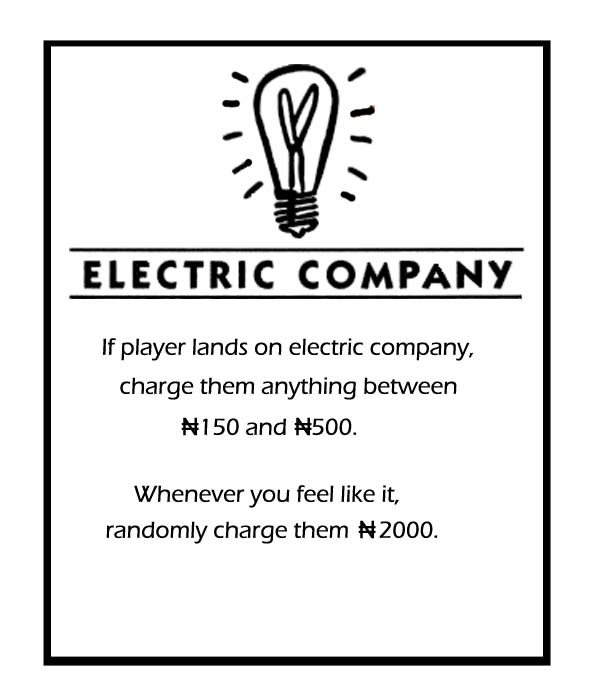 ELECTRIC COMPANY
If player lands on electric company,
charge them anything between
₦150 and ₦500.
Whenever you feel like it,
randomly charge them ₦2000.